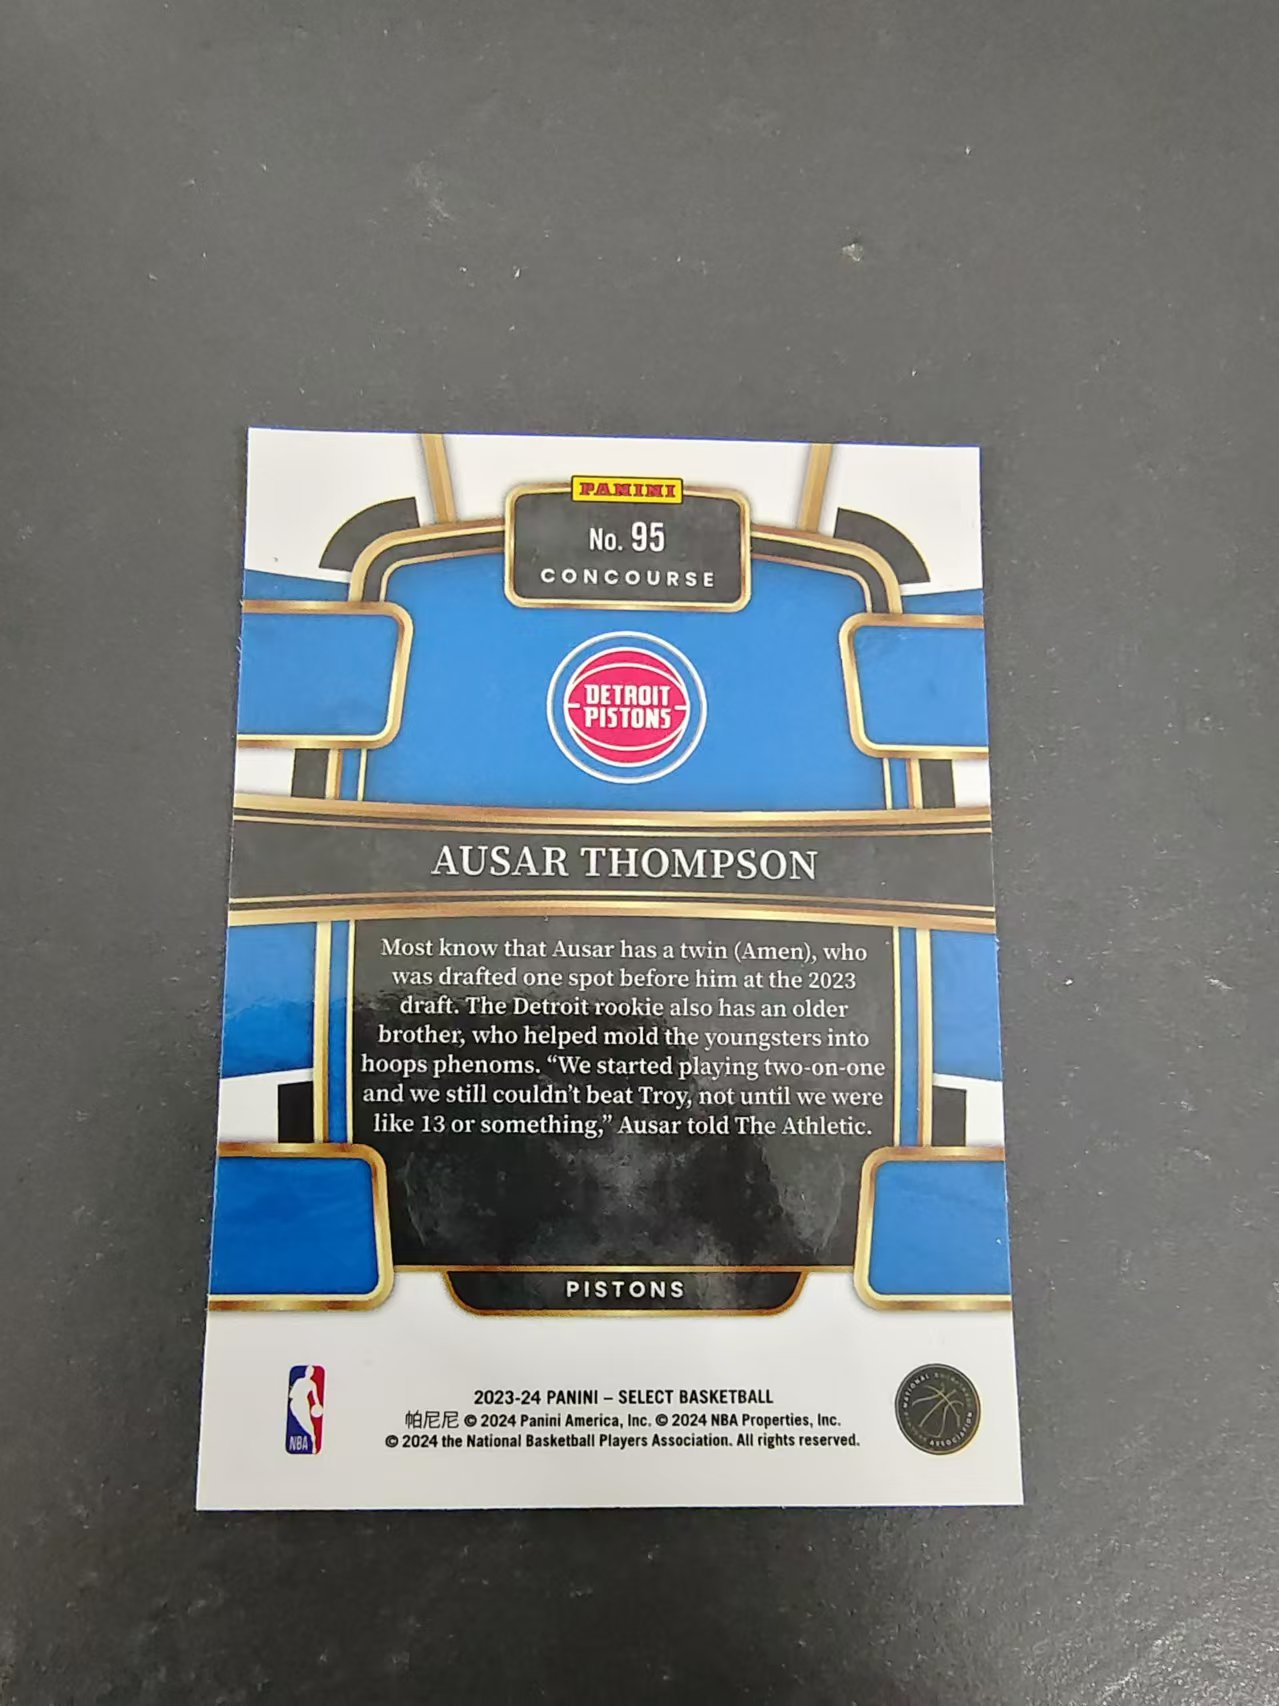 PANINI
No. 95
CONCOURSE
DETROIT
PISTONS
AUSAR THOMPSON
Most know that Ausar has a twin (Amen), who
was drafted one spot before him at the 2023
draft. The Detroit rookie also has an older
brother, who helped mold the youngsters into
hoops phenoms. “We started playing two-on-one
and we still couldn’t beat Troy, not until we were
like 13 or something,” Ausar told The Athletic.
PISTONS
NBA
2023-24 PANINI – SELECT BASKETBALL
帕尼尼 © 2024 Panini America, Inc. © 2024 NBA Properties, Inc.
© 2024 the National Basketball Players Association. All rights reserved.
NATIONAL BASKETBALL
ASSOCIATION